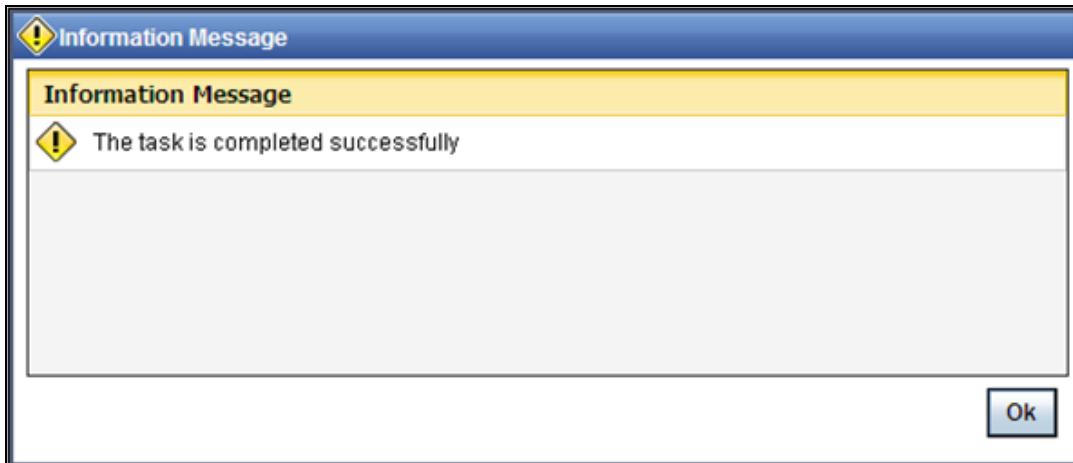 Information Message
Information Message
The task is completed successfully
Ok